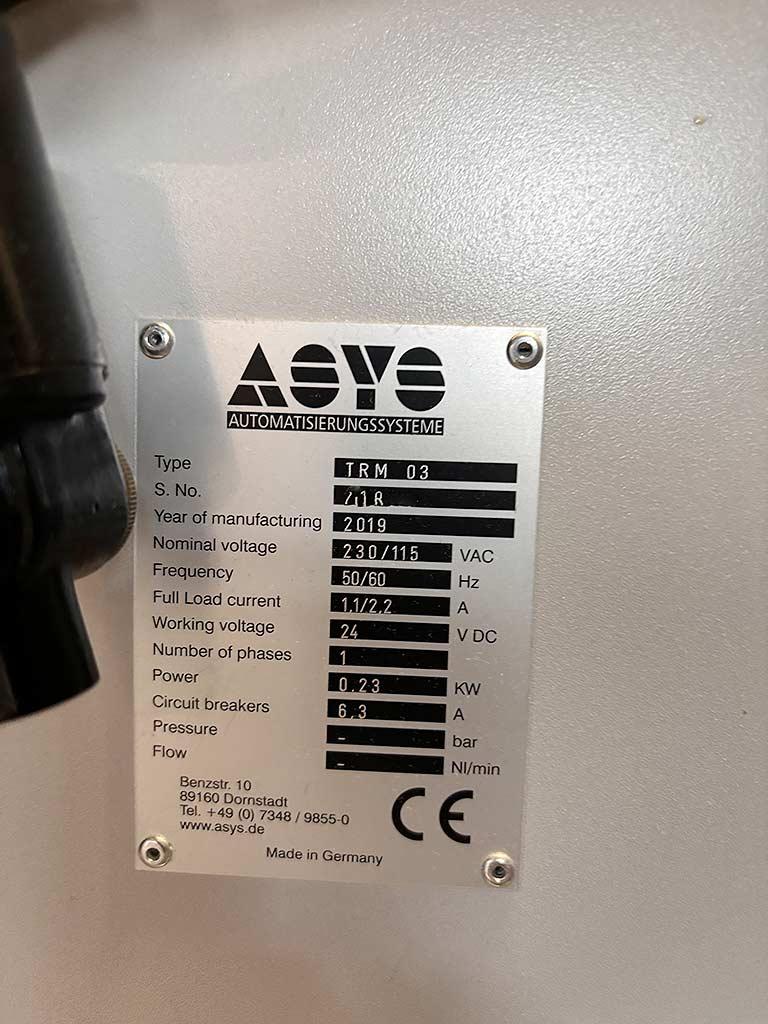 ASYS
AUTOMATISIERUNGSSYSTEME
Type TRM 03
S. No.
Year of manufacturing 2019
Nominal voltage 230/115 VAC
Frequency 50/60 Hz
Full Load current 1,1/2,2 A
Working voltage 24 V DC
Number of phases 1
Power 0,23 KW
Circuit breakers 6,3 A
Pressure - bar
Flow - Nl/min
Benzstr. 10
89160 Dornstadt
Tel. +49 (0) 7348 / 9855-0
www.asys.de
CE
Made in Germany